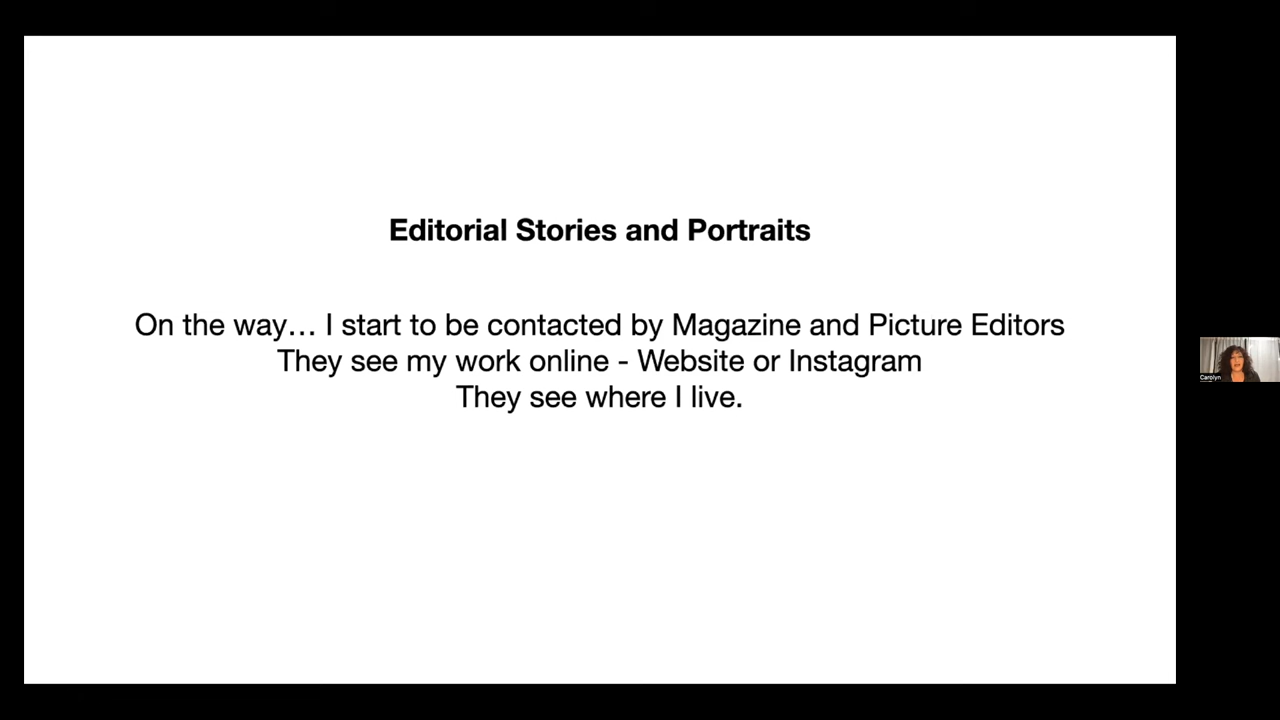 Editorial Stories and Portraits
On the way… I start to be contacted by Magazine and Picture Editors
They see my work online - Website or Instagram
They see where I live.
Carolyn